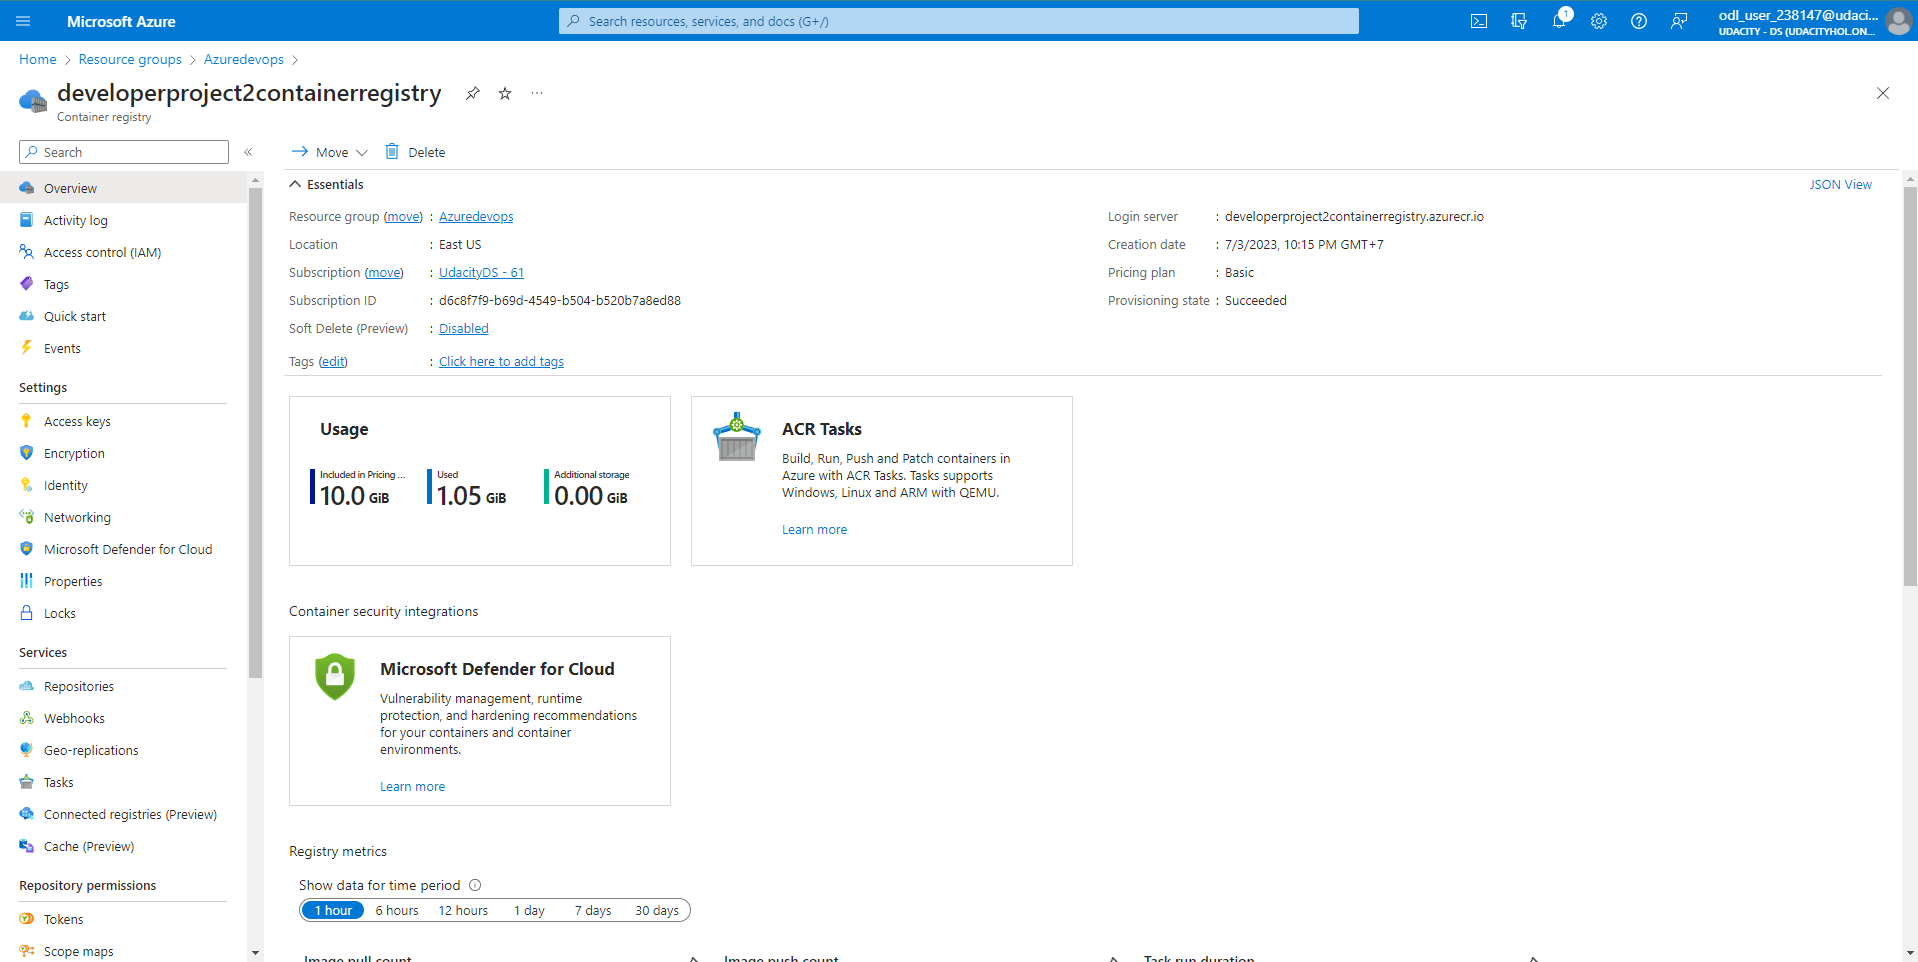 Microsoft Azure
Search resources, services, and docs (G+/)
1
odl_user_238147@udaci...
UDACITY - DS (UDACITYHOL.ON...
Home > Resource groups > Azuredevops >
developerproject2containerregistry
Container registry
Search
Overview
Activity log
Access control (IAM)
Tags
Quick start
Events
Settings
Access keys
Encryption
Identity
Networking
Microsoft Defender for Cloud
Properties
Locks
Services
Repositories
Webhooks
Geo-replications
Tasks
Connected registries (Preview)
Cache (Preview)
Repository permissions
Tokens
Scope maps
Move
Delete
Essentials
JSON View
Resource group (move) : Azuredevops
Location : East US
Subscription (move) : UdacityDS - 61
Subscription ID : d6c8f7f9-b69d-4549-b504-b520b7a8ed88
Soft Delete (Preview) : Disabled
Tags (edit) : Click here to add tags
Login server : developerproject2containerregistry.azurecr.io
Creation date : 7/3/2023, 10:15 PM GMT+7
Pricing plan : Basic
Provisioning state : Succeeded
Usage
Included in Pricing ...
10.0 GiB
Used
1.05 GiB
Additional storage
0.00 GiB
ACR Tasks
Build, Run, Push and Patch containers in
Azure with ACR Tasks. Tasks supports
Windows, Linux and ARM with QEMU.
Learn more
Container security integrations
Microsoft Defender for Cloud
Vulnerability management, runtime
protection, and hardening recommendations
for your containers and container
environments.
Learn more
Registry metrics
Show data for time period
1 hour 6 hours 12 hours 1 day 7 days 30 days
Image pull count
Image push count
Task run duration